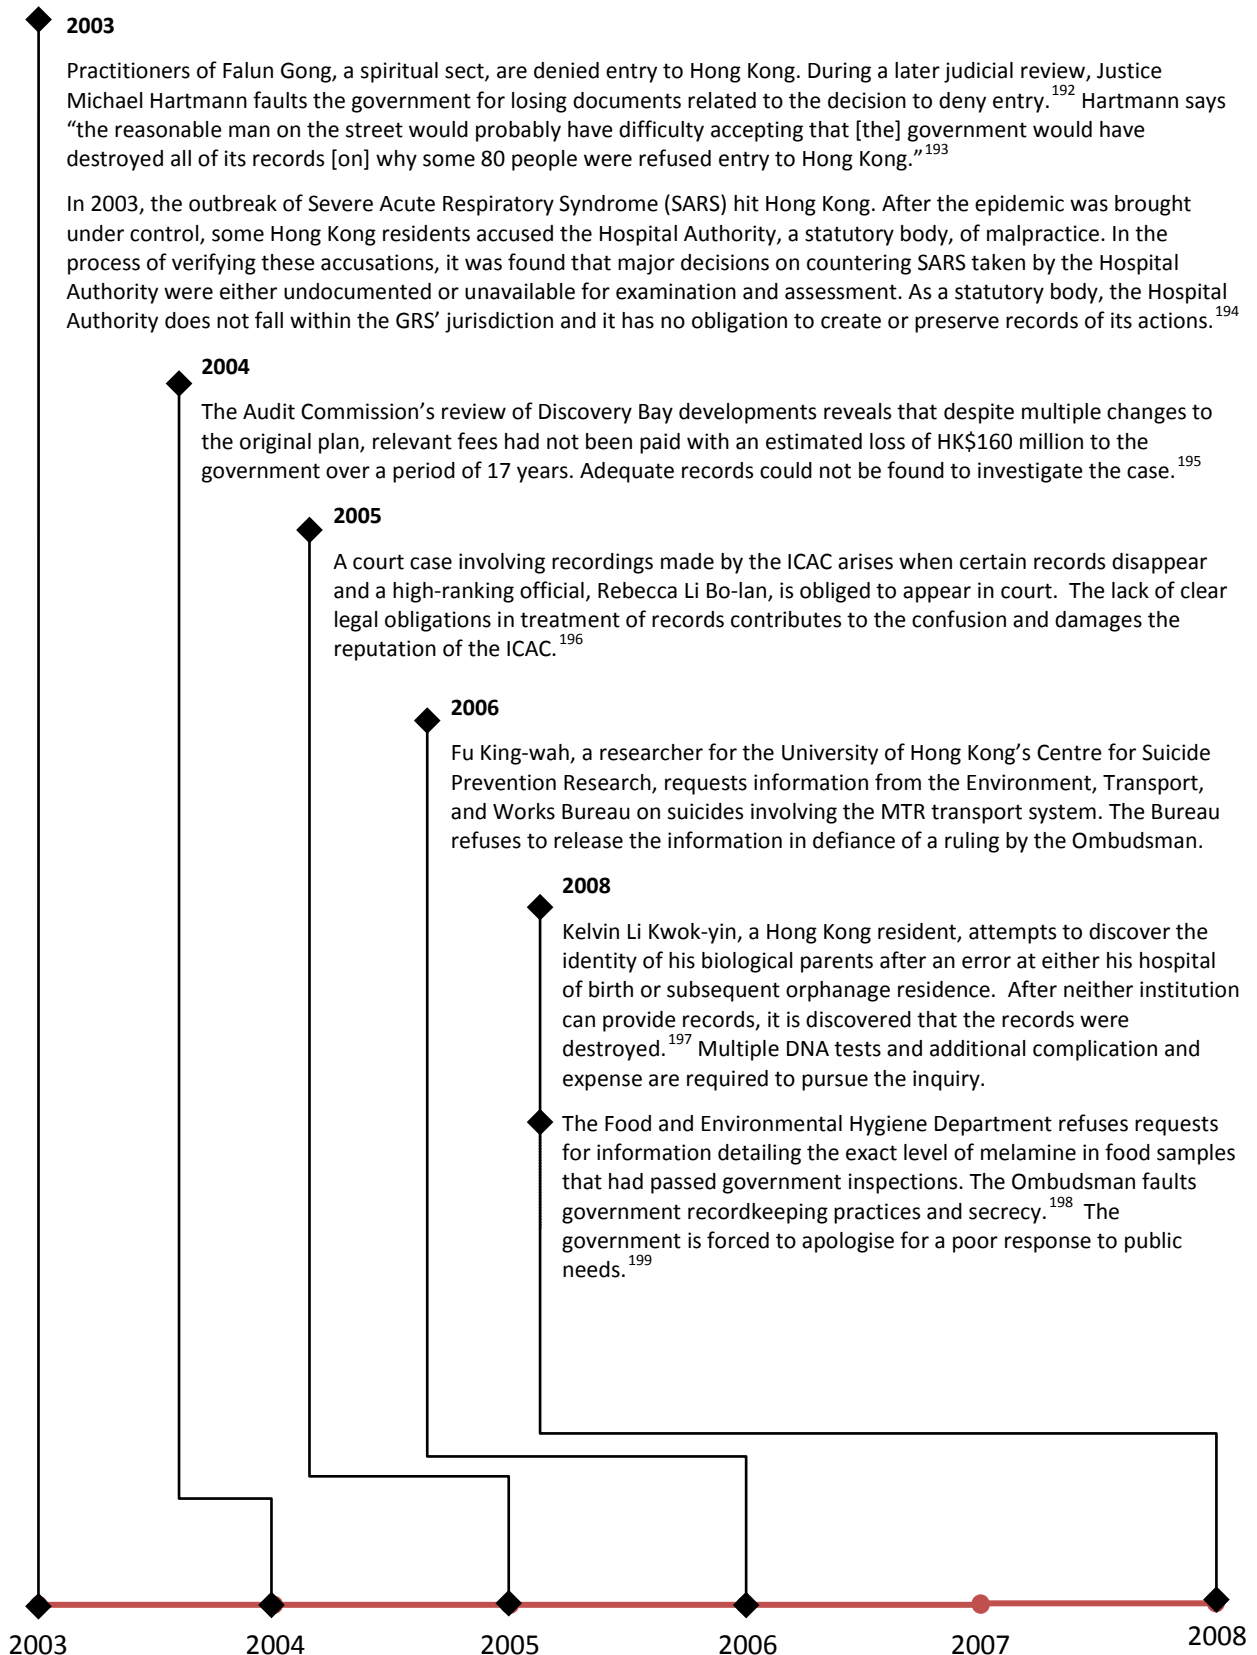 2003
Practitioners of Falun Gong, a spiritual sect, are denied entry to Hong Kong. During a later judicial review, Justice
Michael Hartmann faults the government for losing documents related to the decision to deny entry.192 Hartmann says
“the reasonable man on the street would probably have difficulty accepting that [the] government would have
destroyed all of its records [on] why some 80 people were refused entry to Hong Kong.”193
In 2003, the outbreak of Severe Acute Respiratory Syndrome (SARS) hit Hong Kong. After the epidemic was brought
under control, some Hong Kong residents accused the Hospital Authority, a statutory body, of malpractice. In the
process of verifying these accusations, it was found that major decisions on countering SARS taken by the Hospital
Authority were either undocumented or unavailable for examination and assessment. As a statutory body, the Hospital
Authority does not fall within the GRS’ jurisdiction and it has no obligation to create or preserve records of its actions.194
2004
The Audit Commission’s review of Discovery Bay developments reveals that despite multiple changes to
the original plan, relevant fees had not been paid with an estimated loss of HK$160 million to the
government over a period of 17 years. Adequate records could not be found to investigate the case.195
2005
A court case involving recordings made by the ICAC arises when certain records disappear
and a high-ranking official, Rebecca Li Bo-lan, is obliged to appear in court.  The lack of clear
legal obligations in treatment of records contributes to the confusion and damages the
reputation of the ICAC.196
2006
Fu King-wah, a researcher for the University of Hong Kong’s Centre for Suicide
Prevention Research, requests information from the Environment, Transport,
and Works Bureau on suicides involving the MTR transport system. The Bureau
refuses to release the information in defiance of a ruling by the Ombudsman.
2008
Kelvin Li Kwok-yin, a Hong Kong resident, attempts to discover the
identity of his biological parents after an error at either his hospital
of birth or subsequent orphanage residence.  After neither institution
can provide records, it is discovered that the records were
destroyed.197 Multiple DNA tests and additional complication and
expense are required to pursue the inquiry.
The Food and Environmental Hygiene Department refuses requests
for information detailing the exact level of melamine in food samples
that had passed government inspections. The Ombudsman faults
government recordkeeping practices and secrecy.198  The
government is forced to apologise for a poor response to public
needs.199
2003 2004 2005 2006 2007 2008